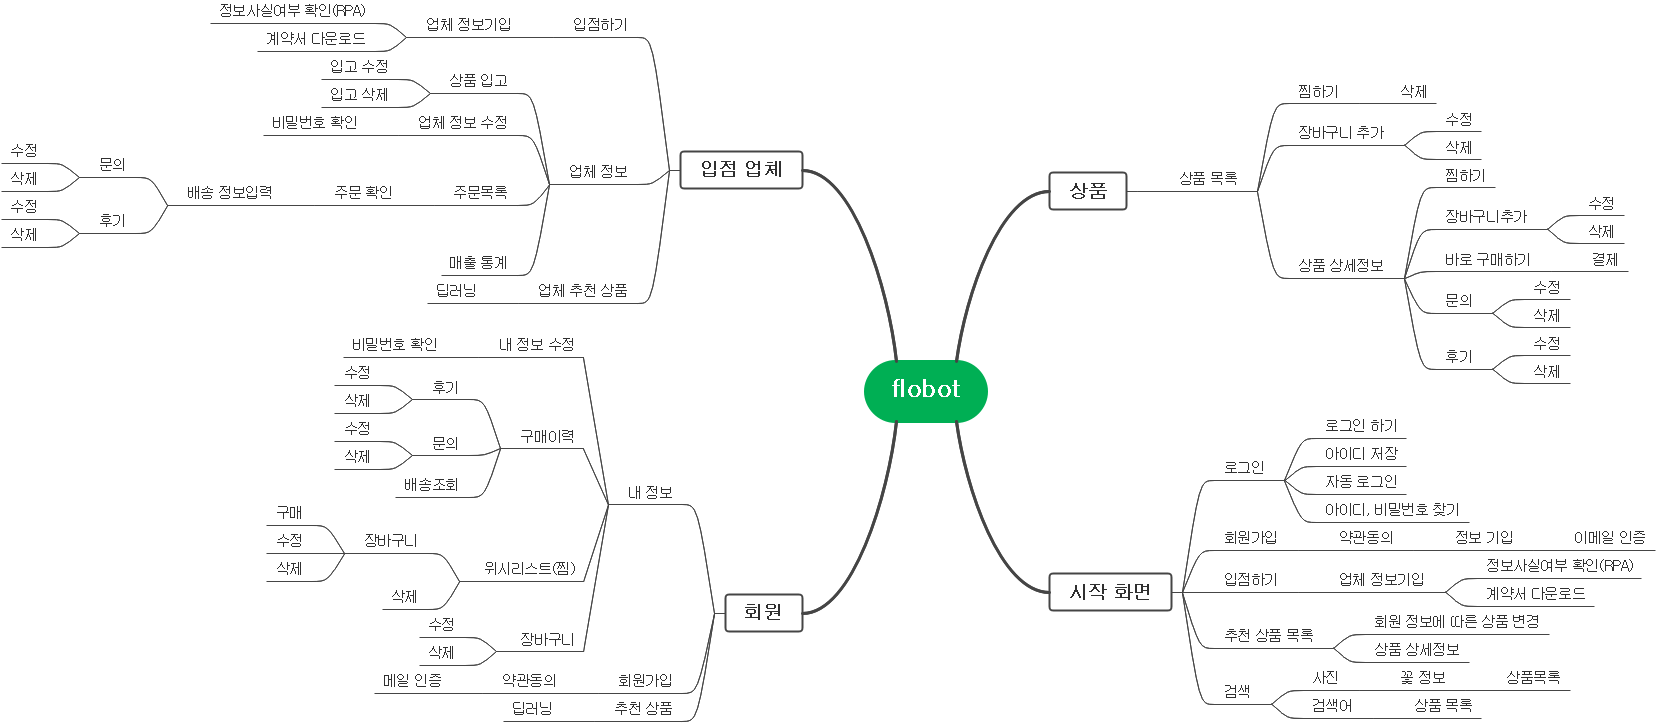 flobot
입점 업체
입점하기
업체 정보기입
정보사실여부 확인(RPA)
계약서 다운로드
업체 정보
상품 입고
입고 수정
입고 삭제
업체 정보 수정
비밀번호 확인
주문목록
주문 확인
배송 정보입력
문의
수정
삭제
후기
수정
삭제
매출 통계
업체 추천 상품
딥러닝
회원
내 정보
내 정보 수정
비밀번호 확인
구매이력
후기
수정
삭제
문의
수정
삭제
배송조회
위시리스트(찜)
장바구니
구매
수정
삭제
삭제
장바구니
수정
삭제
회원가입
약관동의
메일 인증
추천 상품
딥러닝
상품
상품 목록
찜하기
삭제
장바구니 추가
수정
삭제
상품 상세정보
찜하기
장바구니추가
수정
삭제
바로 구매하기
결제
문의
수정
삭제
후기
수정
삭제
시작 화면
로그인
로그인 하기
아이디 저장
자동 로그인
아이디, 비밀번호 찾기
회원가입
약관동의
정보 기입
이메일 인증
입점하기
업체 정보기입
정보사실여부 확인(RPA)
계약서 다운로드
추천 상품 목록
회원 정보에 따른 상품 변경
상품 상세정보
검색
사진
꽃 정보
상품목록
검색어
상품 목록